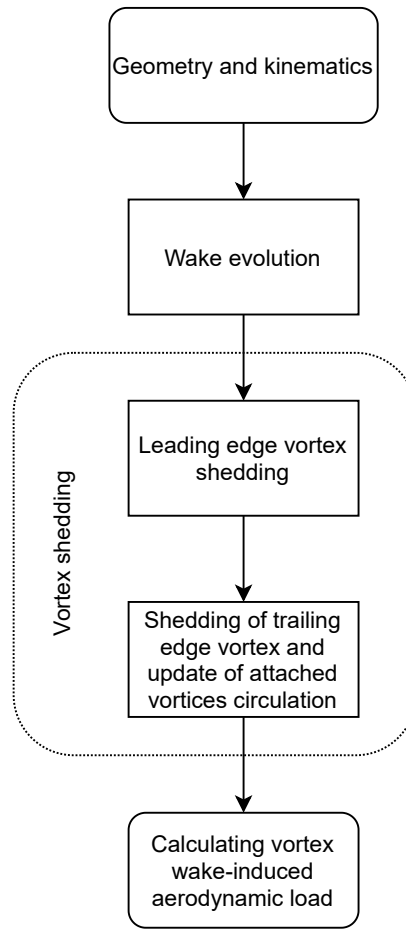 Geometry and kinematics
Wake evolution
Vortex shedding
Leading edge vortex
shedding
Shedding of trailing
edge vortex and
update of attached
vortices circulation
Calculating vortex
wake-induced
aerodynamic load